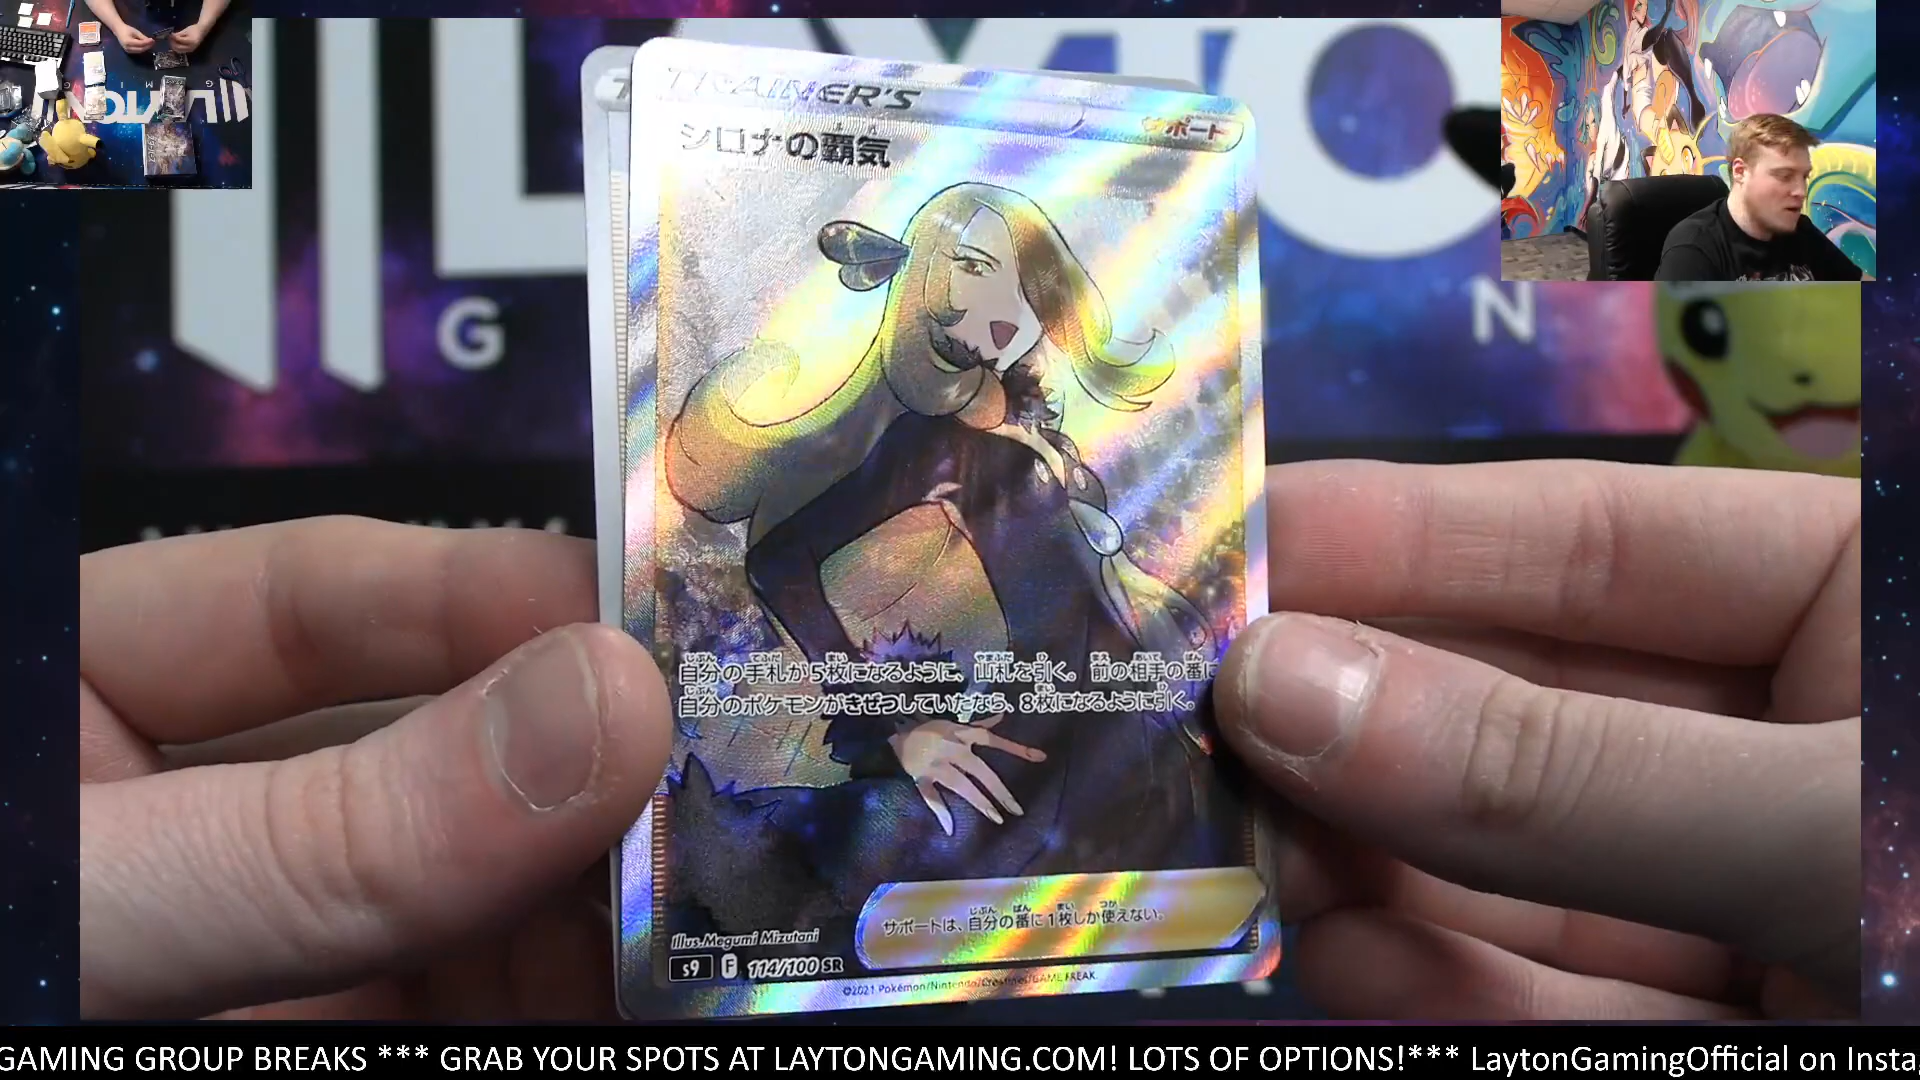 TRAINER'S
サポート
シロナの覇気
自分の手札が5枚になるように、山札を引く。前の相手の番に
自分のポケモンがきぜつしていたなら、8枚になるように引く。
サポートは、自分の番に1枚しか使えない。
Illus. Megumi Mizutani
s9 F 114/100 SR
©2021 Pokémon/Nintendo/Creatures/GAME FREAK.
G
N
GAMING GROUP BREAKS *** GRAB YOUR SPOTS AT LAYTONGAMING.COM! LOTS OF OPTIONS!*** LaytonGamingOfficial on Insta